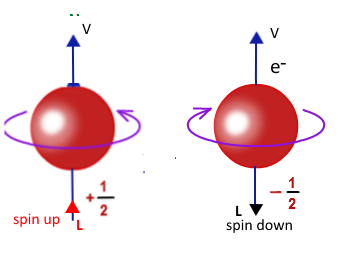 V
+ 1/2
spin up
L
V
e-
- 1/2
L
spin down